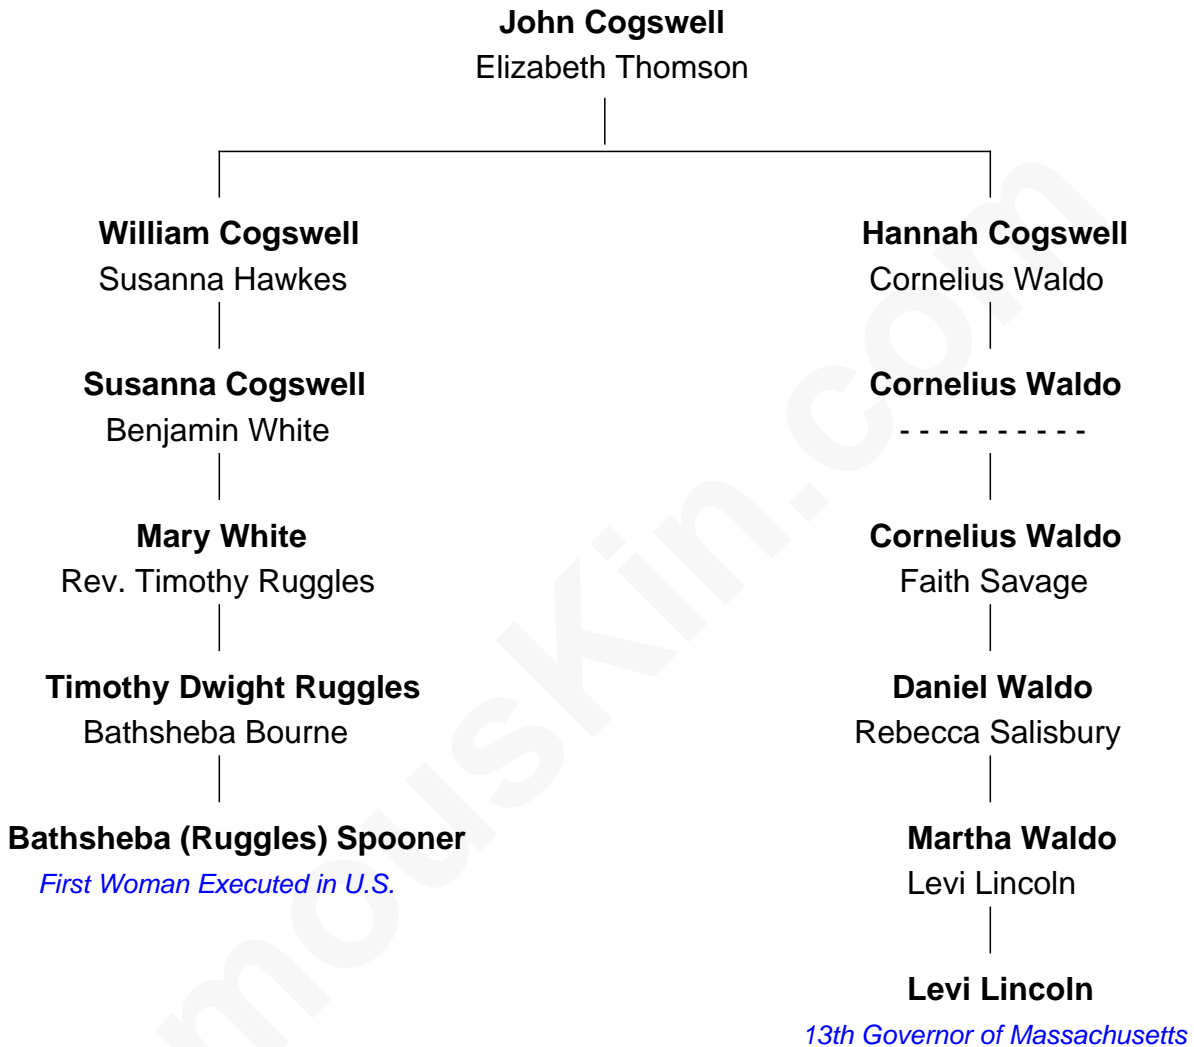 John Cogswell
Elizabeth Thomson
William Cogswell
Susanna Hawkes
Hannah Cogswell
Cornelius Waldo
Susanna Cogswell
Benjamin White
Cornelius Waldo
- - - - - - - - - -
Mary White
Rev. Timothy Ruggles
Cornelius Waldo
Faith Savage
Timothy Dwight Ruggles
Bathsheba Bourne
Daniel Waldo
Rebecca Salisbury
Bathsheba (Ruggles) Spooner
First Woman Executed in U.S.
Martha Waldo
Levi Lincoln
Levi Lincoln
13th Governor of Massachusetts
mousKin.com